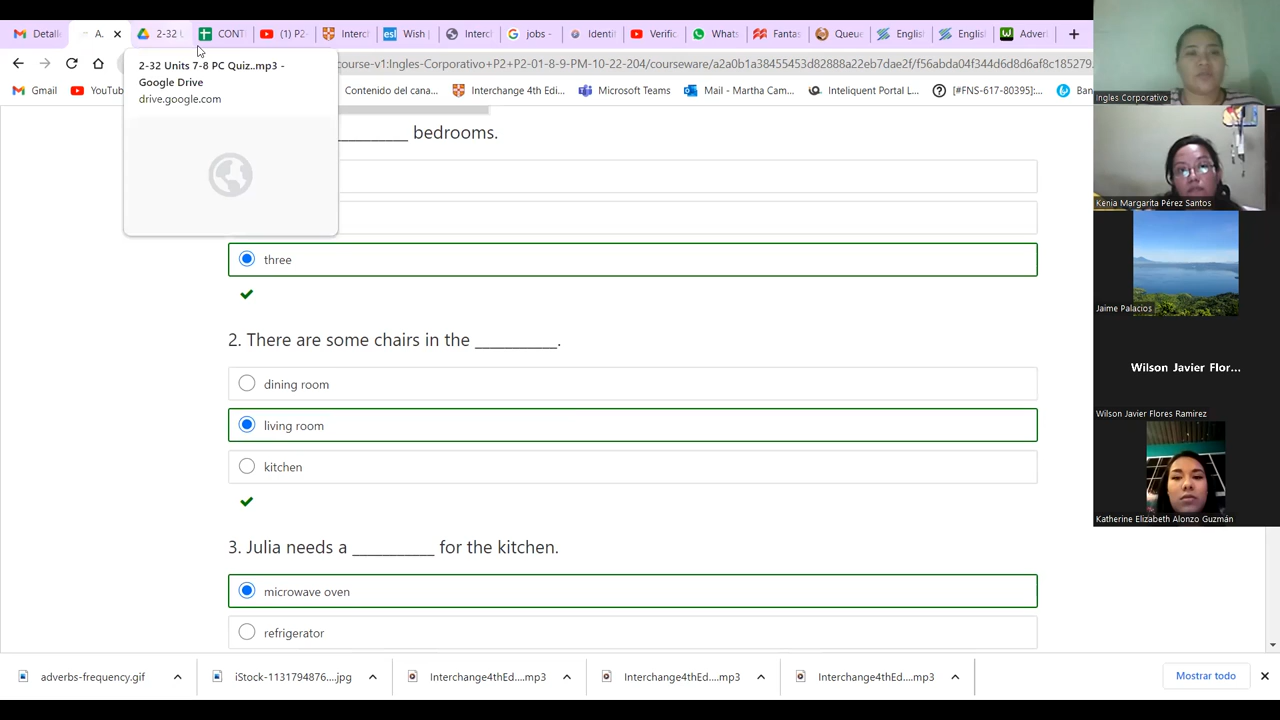 Detall
A.
2-32 U
CONT
(1) P2-
Interch
Wish |
Interc
jobs -
Identi
Verific
Whats
Fantas
Queue
Englis
Englis
Adver
2-32 Units 7-8 PC Quiz..mp3 -
Google Drive
drive.google.com
course-v1:Ingles-Corporativo+P2+P2-01-8-9-PM-10-22-204/courseware/a2a0b1a38455453d82888a22eb7dae2f/f56abda04f3346d6d8d6af8c185279
Gmail
YouTub
Contenido del cana...
Interchange 4th Edi...
Microsoft Teams
Mail - Martha Cam...
Inteliquent Portal L...
[#FNS-617-80395]:...
Ban
__________ bedrooms.
three
2. There are some chairs in the __________.
dining room
living room
kitchen
3. Julia needs a __________ for the kitchen.
microwave oven
refrigerator
Ingles Corporativo
Kenia Margarita Pérez Santos
Jaime Palacios
Wilson Javier Flor...
Wilson Javier Flores Ramirez
Katherine Elizabeth Alonzo Guzmán
adverbs-frequency.gif
iStock-1131794876....jpg
Interchange4thEd....mp3
Interchange4thEd....mp3
Interchange4thEd....mp3
Mostrar todo